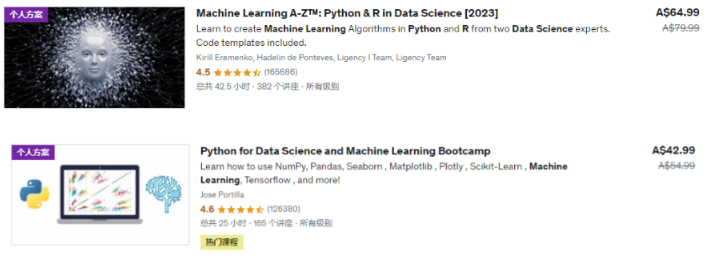 个人方案
Machine Learning A-Z™: Python & R in Data Science [2023]
A$64.99
Learn to create Machine Learning Algorithms in Python and R from two Data Science experts.
A$79.99
Code templates included.
Kirill Eremenko, Hadelin de Ponteves, Ligency I Team, Ligency Team
4.5 (165686)
总共 42.5 小时 · 382 个讲座 · 所有级别
个人方案
Python for Data Science and Machine Learning Bootcamp
A$42.99
Learn how to use NumPy, Pandas, Seaborn , Matplotlib , Plotly , Scikit-Learn , Machine
A$54.99
Learning, Tensorflow , and more!
Jose Portilla
4.6 (126380)
总共 25 小时 · 165 个讲座 · 所有级别
热门课程